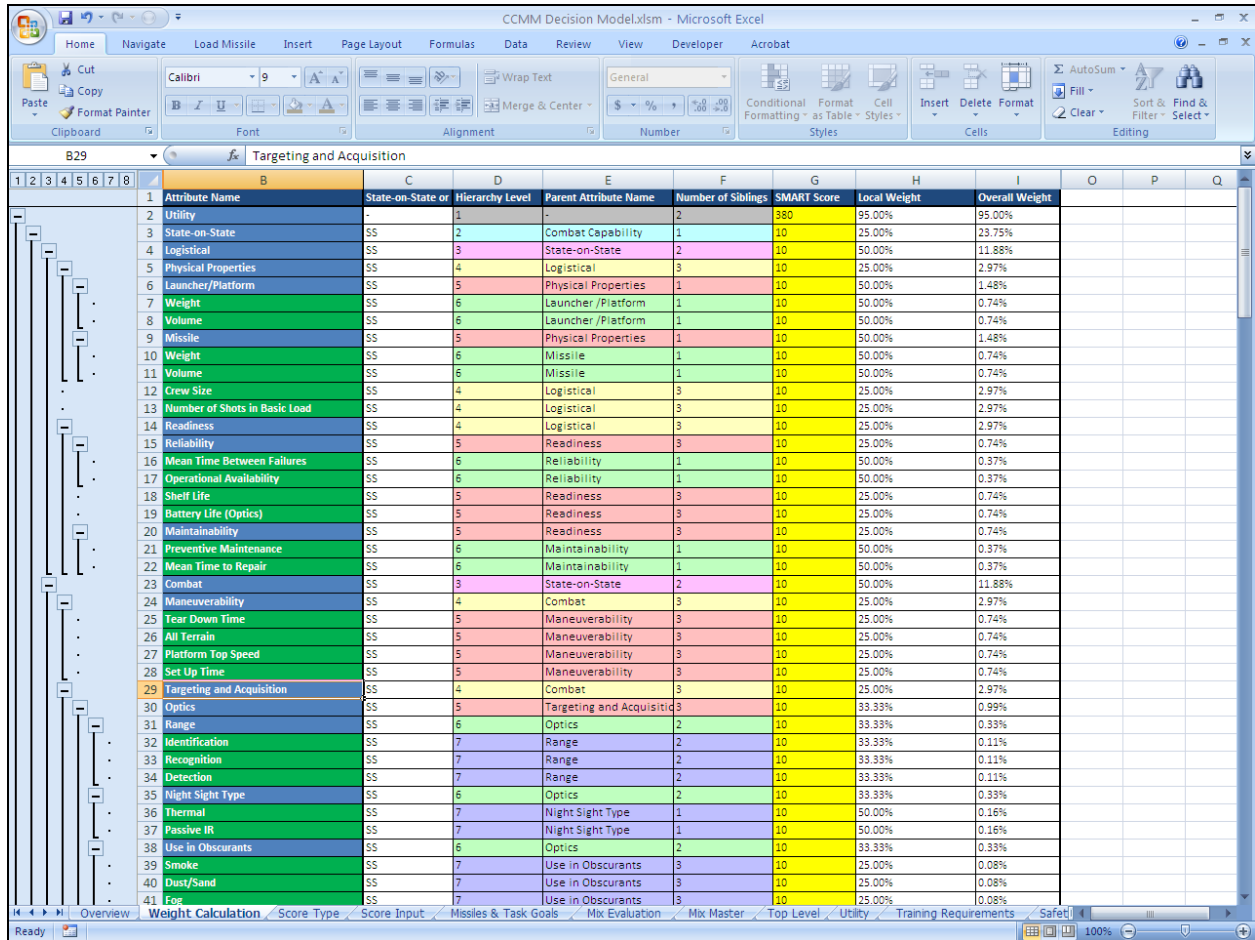 CCMM Decision Model.xlsm - Microsoft Excel
Home Navigate Load Missile Insert Page Layout Formulas Data Review View Developer Acrobat
Paste Cut Copy Format Painter Clipboard
Calibri 9 A A B I U A Font
Wrap Text Merge & Center Alignment
General $ % , .0 .00 .00 .0 Number
Conditional Formatting Format as Table Cell Styles Styles
Insert Delete Format Cells
Σ AutoSum Fill Clear Sort & Filter Find & Select Editing
B29 fx Targeting and Acquisition
1 2 3 4 5 6 7 8 B C D E F G H I O P Q
1 Attribute Name State-on-State or Hierarchy Level Parent Attribute Name Number of Siblings SMART Score Local Weight Overall Weight
2 Utility - 1 - 2 380 95.00% 95.00%
3 State-on-State SS 2 Combat Capability 1 10 25.00% 23.75%
4 Logistical SS 3 State-on-State 2 10 50.00% 11.88%
5 Physical Properties SS 4 Logistical 3 10 25.00% 2.97%
6 Launcher/Platform SS 5 Physical Properties 1 10 50.00% 1.48%
7 Weight SS 6 Launcher /Platform 1 10 50.00% 0.74%
8 Volume SS 6 Launcher /Platform 1 10 50.00% 0.74%
9 Missile SS 5 Physical Properties 1 10 50.00% 1.48%
10 Weight SS 6 Missile 1 10 50.00% 0.74%
11 Volume SS 6 Missile 1 10 50.00% 0.74%
12 Crew Size SS 4 Logistical 3 10 25.00% 2.97%
13 Number of Shots in Basic Load SS 4 Logistical 3 10 25.00% 2.97%
14 Readiness SS 4 Logistical 3 10 25.00% 2.97%
15 Reliability SS 5 Readiness 3 10 25.00% 0.74%
16 Mean Time Between Failures SS 6 Reliability 1 10 50.00% 0.37%
17 Operational Availability SS 6 Reliability 1 10 50.00% 0.37%
18 Shelf Life SS 5 Readiness 3 10 25.00% 0.74%
19 Battery Life (Optics) SS 5 Readiness 3 10 25.00% 0.74%
20 Maintainability SS 5 Readiness 3 10 25.00% 0.74%
21 Preventive Maintenance SS 6 Maintainability 1 10 50.00% 0.37%
22 Mean Time to Repair SS 6 Maintainability 1 10 50.00% 0.37%
23 Combat SS 3 State-on-State 2 10 50.00% 11.88%
24 Maneuverability SS 4 Combat 3 10 25.00% 2.97%
25 Tear Down Time SS 5 Maneuverability 3 10 25.00% 0.74%
26 All Terrain SS 5 Maneuverability 3 10 25.00% 0.74%
27 Platform Top Speed SS 5 Maneuverability 3 10 25.00% 0.74%
28 Set Up Time SS 5 Maneuverability 3 10 25.00% 0.74%
29 Targeting and Acquisition SS 4 Combat 3 10 25.00% 2.97%
30 Optics SS 5 Targeting and Acquisitio 3 10 33.33% 0.99%
31 Range SS 6 Optics 2 10 33.33% 0.33%
32 Identification SS 7 Range 2 10 33.33% 0.11%
33 Recognition SS 7 Range 2 10 33.33% 0.11%
34 Detection SS 7 Range 2 10 33.33% 0.11%
35 Night Sight Type SS 6 Optics 2 10 33.33% 0.33%
36 Thermal SS 7 Night Sight Type 1 10 50.00% 0.16%
37 Passive IR SS 7 Night Sight Type 1 10 50.00% 0.16%
38 Use in Obscurants SS 6 Optics 2 10 33.33% 0.33%
39 Smoke SS 7 Use in Obscurants 3 10 25.00% 0.08%
40 Dust/Sand SS 7 Use in Obscurants 3 10 25.00% 0.08%
41 Fog SS 7 Use in Obscurants 3 10 25.00% 0.08%
Overview Weight Calculation Score Type Score Input Missiles & Task Goals Mix Evaluation Mix Master Top Level Utility Training Requirements Safeti
Ready 100%